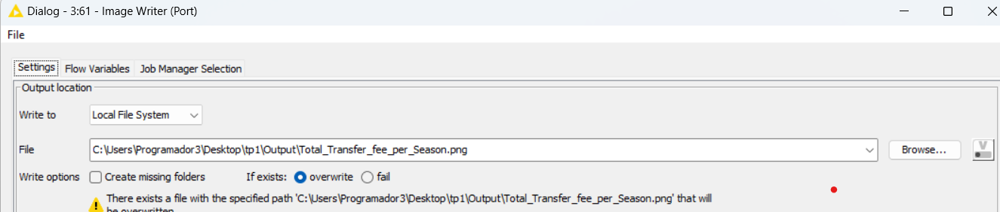 Dialog - 3:61 - Image Writer (Port)
File
Settings Flow Variables Job Manager Selection
Output location
Write to Local File System
File C:\Users\Programador3\Desktop\tp1\Output\Total_Transfer_fee_per_Season.png Browse... V
Write options Create missing folders If exists: overwrite fail
There exists a file with the specified path 'C:\Users\Programador3\Desktop\tp1\Output\Total_Transfer_fee_per_Season.png' that will
be overwritten